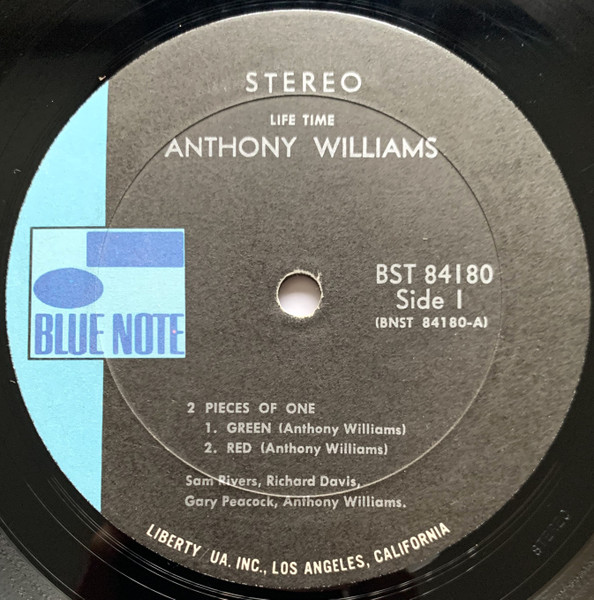 STEREO
LIFE TIME
ANTHONY WILLIAMS
BST 84180
Side 1
(BNST 84180-A)
BLUE NOTE
2 PIECES OF ONE
1. GREEN (Anthony Williams)
2. RED (Anthony Williams)
Sam Rivers, Richard Davis,
Gary Peacock, Anthony Williams.
LIBERTY UA. INC., LOS ANGELES, CALIFORNIA
STEREO